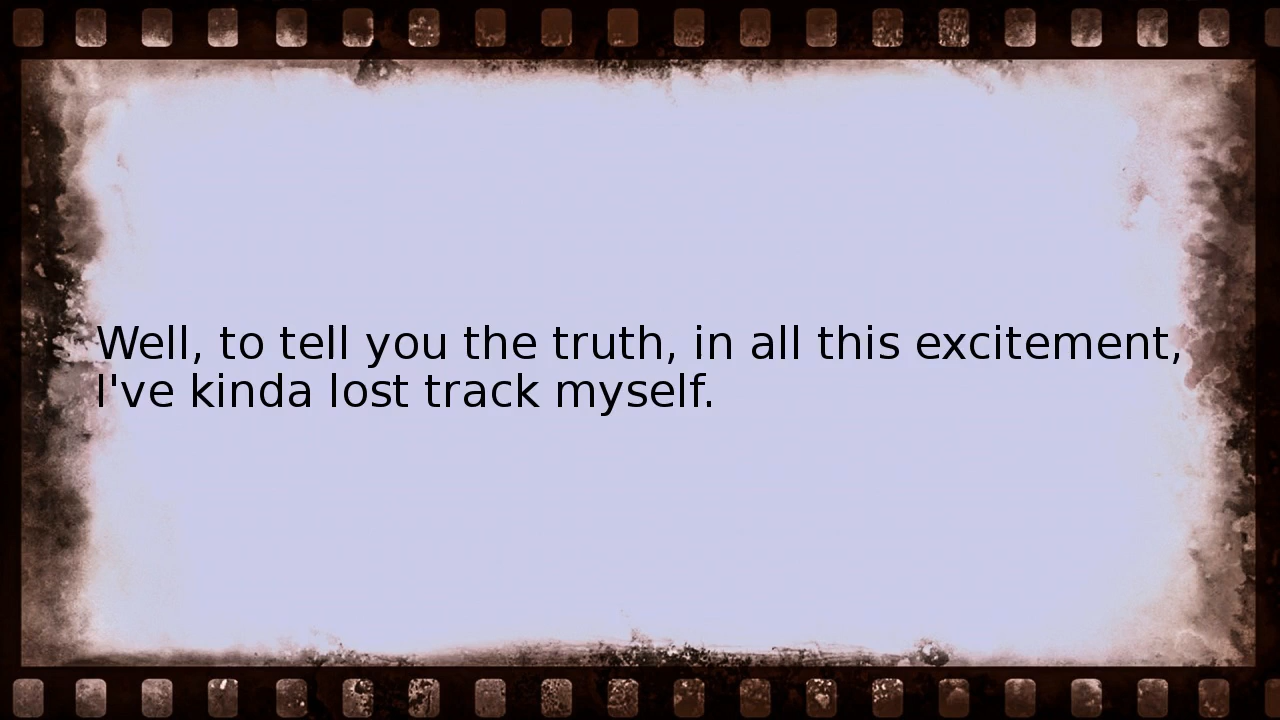 Well, to tell you the truth, in all this excitement,
I've kinda lost track myself.